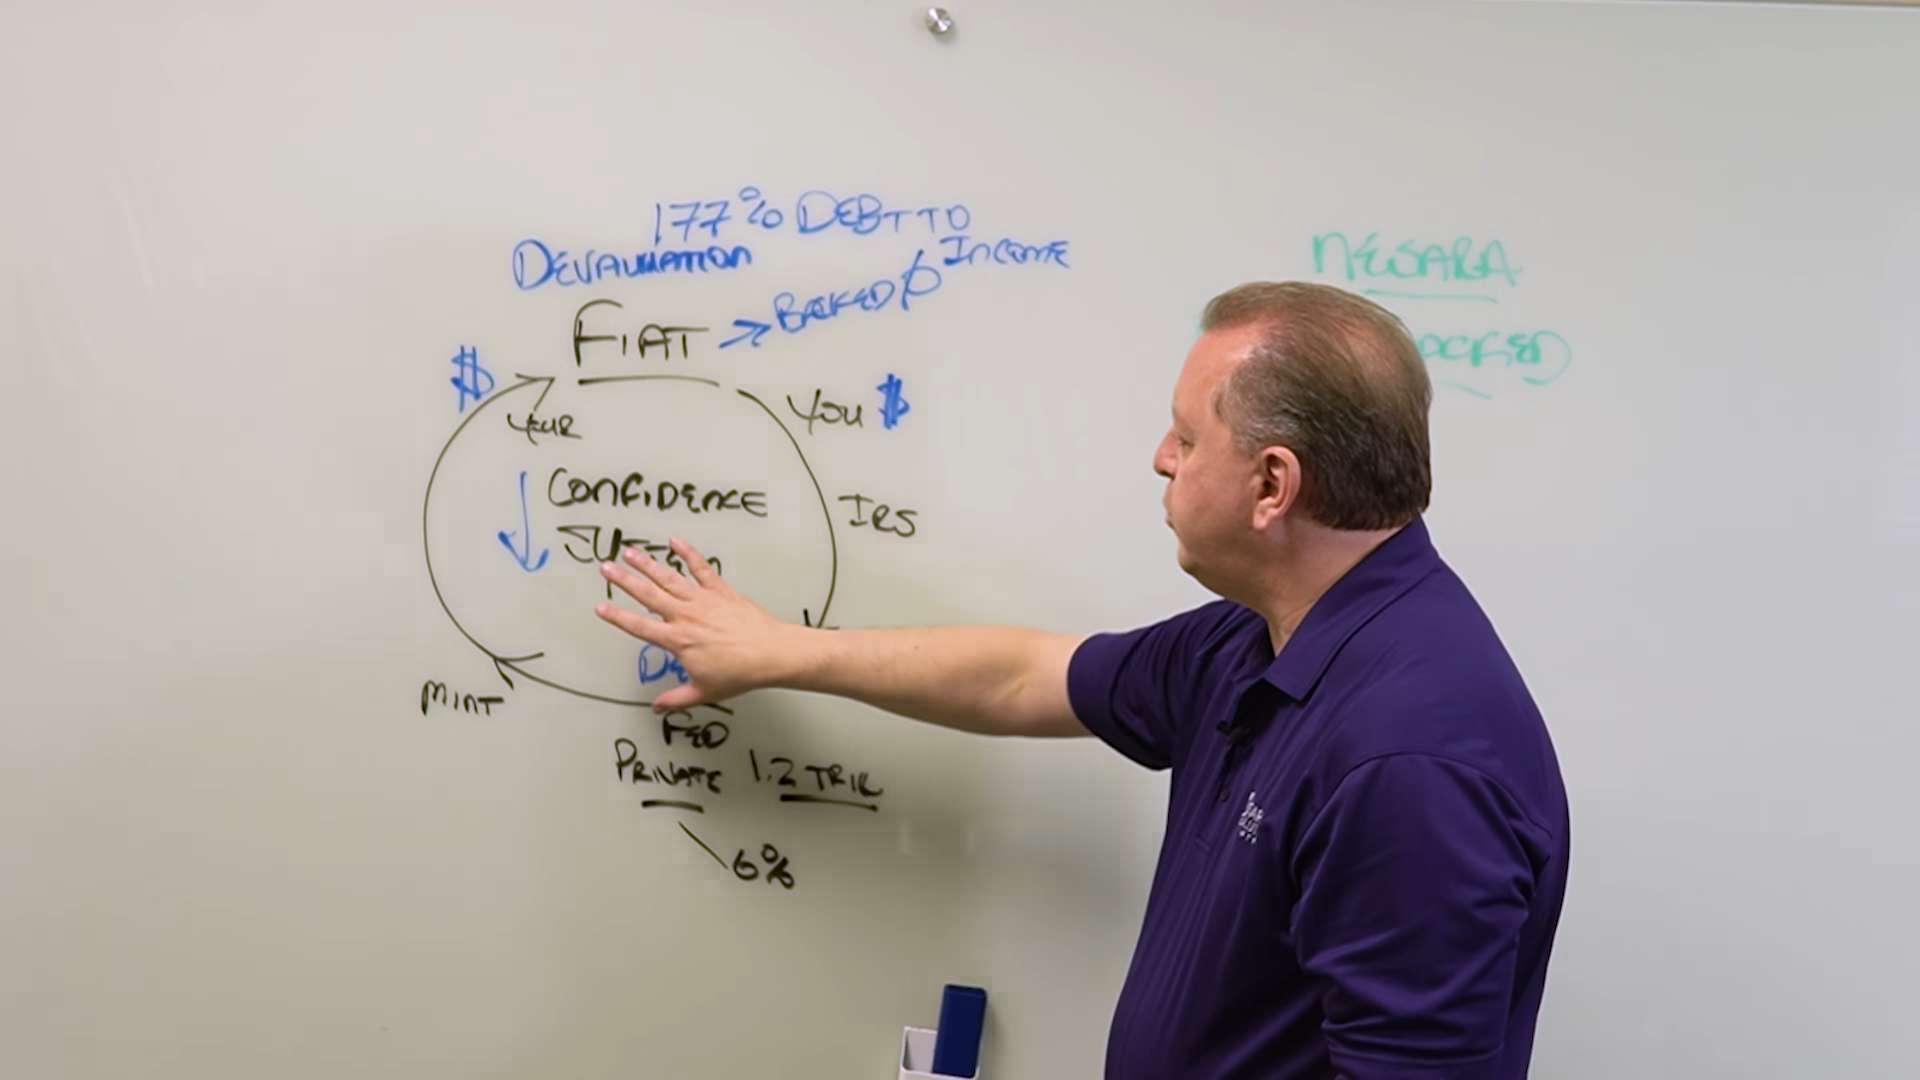 177% DEBT TO
INCOME
DEVALUATION
BACKED Ø
FIAT
$
YOU $
YOUR
CONFIDENCE
SYSTEM
IRS
MINT
FED
PRIVATE 1.2 TRIL
6%
NESARA